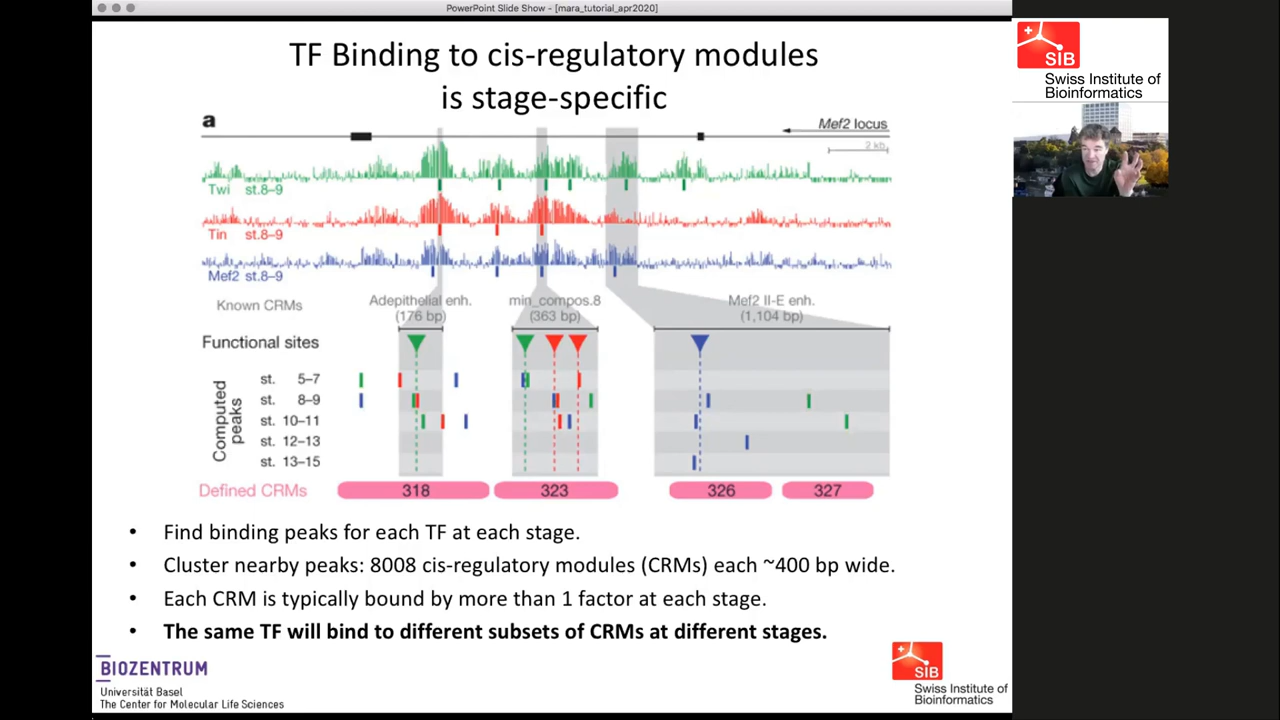 PowerPoint Slide Show - [mara_tutorial_apr2020]
TF Binding to cis-regulatory modules
is stage-specific
a
Mef2 locus
2 kb
Twi st.8–9
Tin st.8–9
Mef2 st.8–9
Known CRMs
Adepithelial enh.
(176 bp)
min_compos.8
(363 bp)
Mef2 II-E enh.
(1,104 bp)
Functional sites
Computed
peaks
st. 5–7
st. 8–9
st. 10–11
st. 12–13
st. 13–15
Defined CRMs
318
323
326
327
• Find binding peaks for each TF at each stage.
• Cluster nearby peaks: 8008 cis-regulatory modules (CRMs) each ~400 bp wide.
• Each CRM is typically bound by more than 1 factor at each stage.
• The same TF will bind to different subsets of CRMs at different stages.
BIOZENTRUM
Universität Basel
The Center for Molecular Life Sciences
SIB
Swiss Institute of
Bioinformatics
SIB
Swiss Institute of
Bioinformatics